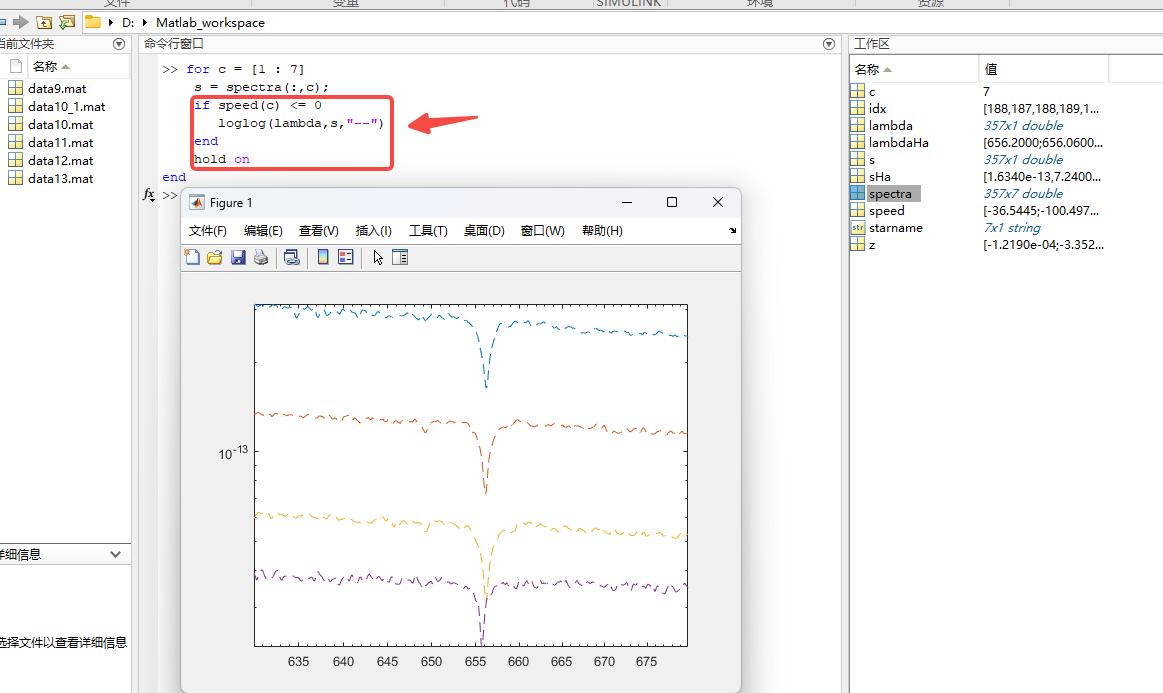 文件 变量 代码 SIMULINK 环境 资源
D: Matlab_workspace
当前文件夹
名称
data9.mat
data10_1.mat
data10.mat
data11.mat
data12.mat
data13.mat
详细信息
选择文件以查看详细信息
命令行窗口
>> for c = [1 : 7]
s = spectra(:,c);
if speed(c) <= 0
loglog(lambda,s,"--")
end
hold on
end
fx >>
Figure 1
文件(F) 编辑(E) 查看(V) 插入(I) 工具(T) 桌面(D) 窗口(W) 帮助(H)
10^-13
635 640 645 650 655 660 665 670 675
工作区
名称 值
c 7
idx [188,187,188,189,1...
lambda 357x1 double
lambdaHa [656.2000;656.0600...
s 357x1 double
sHa [1.6340e-13,7.2400...
spectra 357x7 double
speed [-36.5445;-100.497...
str starname 7x1 string
z [-1.2190e-04;-3.352...